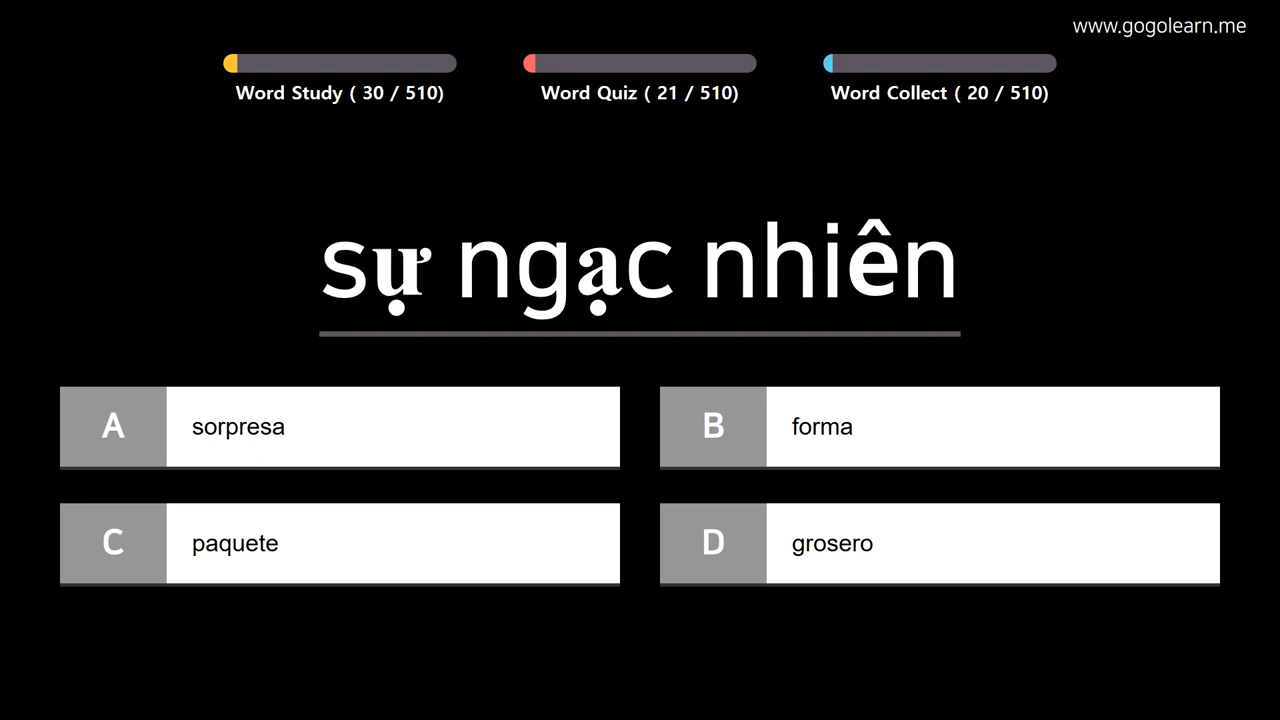 www.gogolearn.me
Word Study ( 30 / 510)
Word Quiz ( 21 / 510)
Word Collect ( 20 / 510)
sự ngạc nhiên
A sorpresa
B forma
C paquete
D grosero